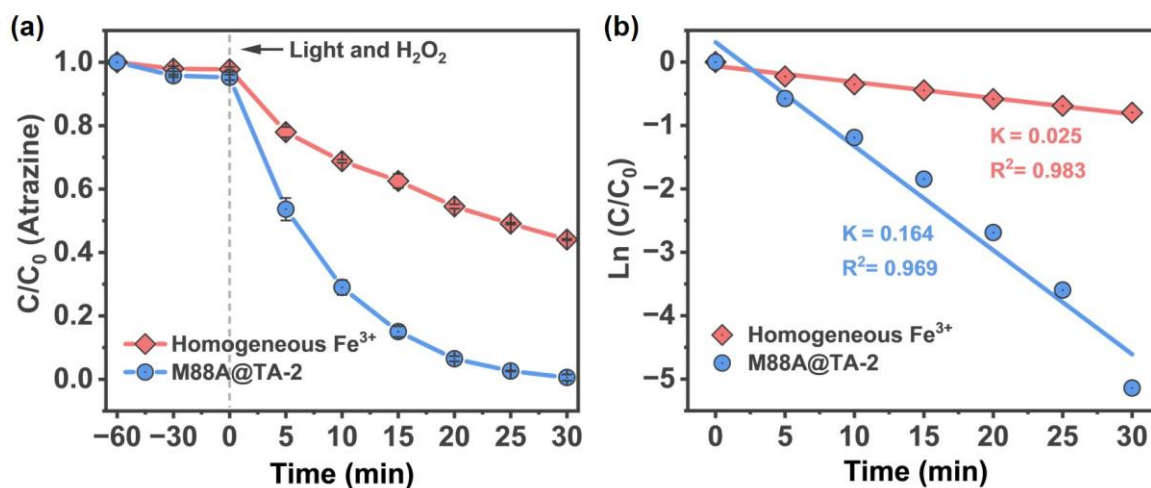 (a)
Light and H₂O₂
C/C₀ (Atrazine)
1.0
0.8
0.6
0.4
0.2
0.0
Homogeneous Fe³⁺
M88A@TA-2
−60 −30 0 5 10 15 20 25 30
Time (min)
(b)
Ln (C/C₀)
0
−1
−2
−3
−4
−5
K = 0.025
R²= 0.983
K = 0.164
R²= 0.969
Homogeneous Fe³⁺
M88A@TA-2
0 5 10 15 20 25 30
Time (min)